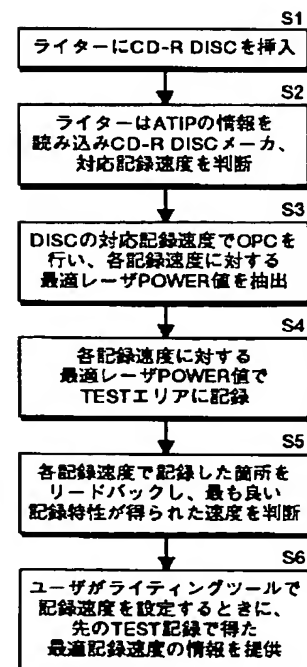 S1
ライターにCD-R DISCを挿入
S2
ライターはATIPの情報を
読み込みCD-R DISCメーカ、
対応記録速度を判断
S3
DISCの対応記録速度でOPCを
行い、各記録速度に対する
最適レーザPOWER値を抽出
S4
各記録速度に対する
最適レーザPOWER値で
TESTエリアに記録
S5
各記録速度で記録した箇所を
リードバックし、最も良い
記録特性が得られた速度を判断
S6
ユーザがライティングツールで
記録速度を設定するときに、
先のTEST記録で得た
最適記録速度の情報を提供